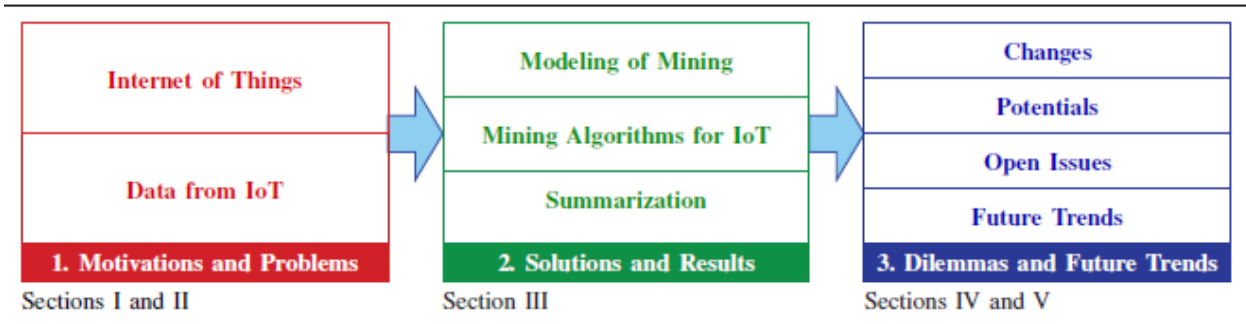 Internet of Things
Data from IoT
1. Motivations and Problems
Sections I and II
Modeling of Mining
Mining Algorithms for IoT
Summarization
2. Solutions and Results
Section III
Changes
Potentials
Open Issues
Future Trends
3. Dilemmas and Future Trends
Sections IV and V